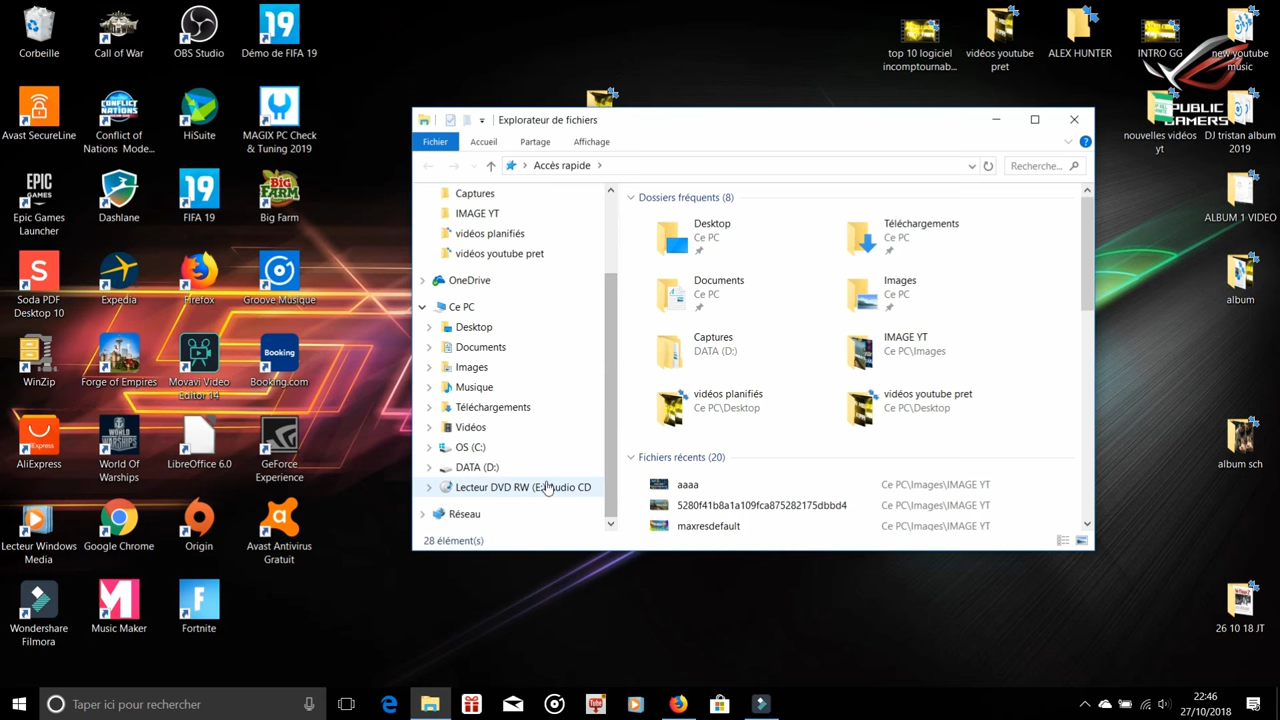 Corbeille
Call of War
OBS Studio
Démo de FIFA 19
Avast SecureLine
Conflict of
Nations Mode...
HiSuite
MAGIX PC Check
& Tuning 2019
Epic Games
Launcher
Dashlane
FIFA 19
Big Farm
Soda PDF
Desktop 10
Expedia
Firefox
Groove Musique
WinZip
Forge of Empires
Movavi Video
Editor 14
Booking.com
AliExpress
World Of
Warships
LibreOffice 6.0
GeForce
Experience
Lecteur Windows
Media
Google Chrome
Origin
Avast Antivirus
Gratuit
Wondershare
Filmora
Music Maker
Fortnite
top 10 logiciel
incomptournab...
vidéos youtube
pret
ALEX HUNTER
INTRO GG
new youtube
music
nouvelles vidéos
yt
DJ tristan album
2019
ALBUM 1 VIDEO
album
album sch
26 10 18 JT
Explorateur de fichiers
Fichier
Accueil
Partage
Affichage
Accès rapide
Recherche...
Captures
IMAGE YT
vidéos planifiés
vidéos youtube pret
OneDrive
Ce PC
Desktop
Documents
Images
Musique
Téléchargements
Vidéos
OS (C:)
DATA (D:)
Lecteur DVD RW (E:) Audio CD
Réseau
28 élément(s)
Dossiers fréquents (8)
Desktop
Ce PC
Téléchargements
Ce PC
Documents
Ce PC
Images
Ce PC
Captures
DATA (D:)
IMAGE YT
Ce PC\Images
vidéos planifiés
Ce PC\Desktop
vidéos youtube pret
Ce PC\Desktop
Fichiers récents (20)
aaaa Ce PC\Images\IMAGE YT
5280f41b8a1a109fca875282175dbbd4 Ce PC\Images\IMAGE YT
maxresdefault Ce PC\Images\IMAGE YT
Taper ici pour rechercher
22:46
27/10/2018